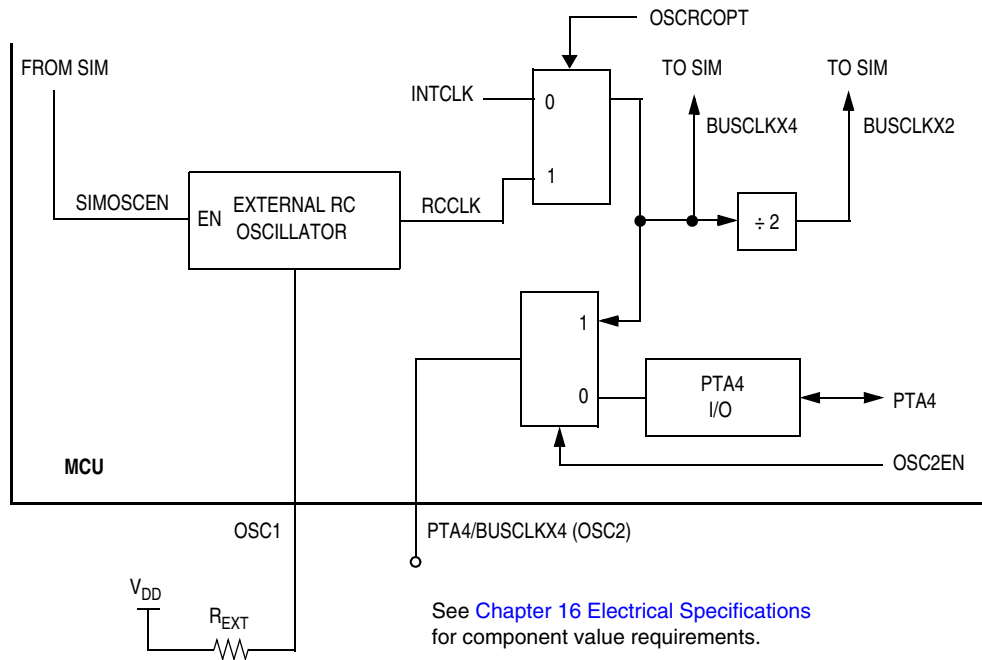 OSCRCOPT
FROM SIM
TO SIM
TO SIM
INTCLK
0
BUSCLKX4
BUSCLKX2
1
SIMOSCEN
EN
EXTERNAL RC
OSCILLATOR
RCCLK
÷ 2
1
0
PTA4
I/O
PTA4
MCU
OSC2EN
OSC1
PTA4/BUSCLKX4 (OSC2)
VDD
REXT
See Chapter 16 Electrical Specifications
for component value requirements.